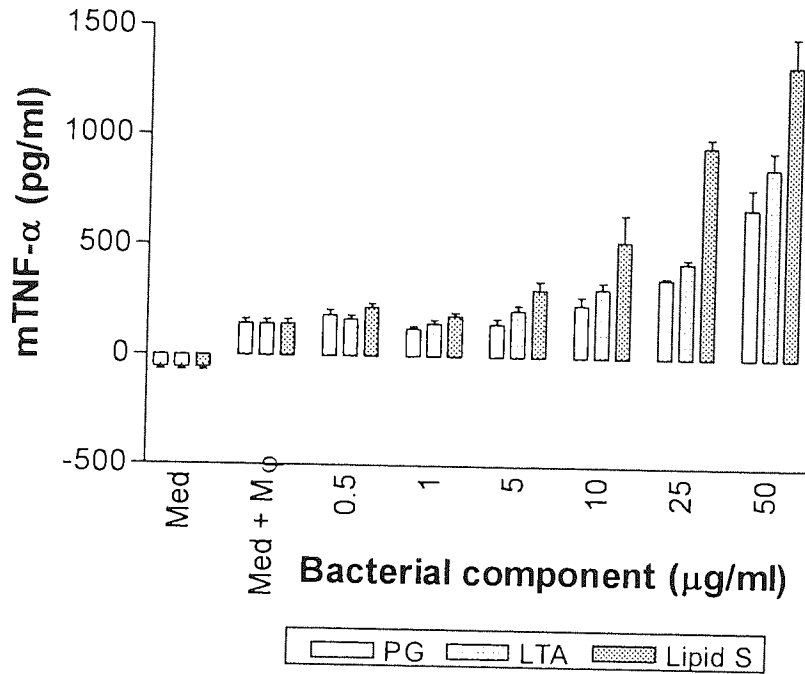 1500
1000
500
0
-500
mTNF-α (pg/ml)
Med
Med + Mφ
0.5
1
5
10
25
50
Bacterial component (μg/ml)
PG LTA Lipid S